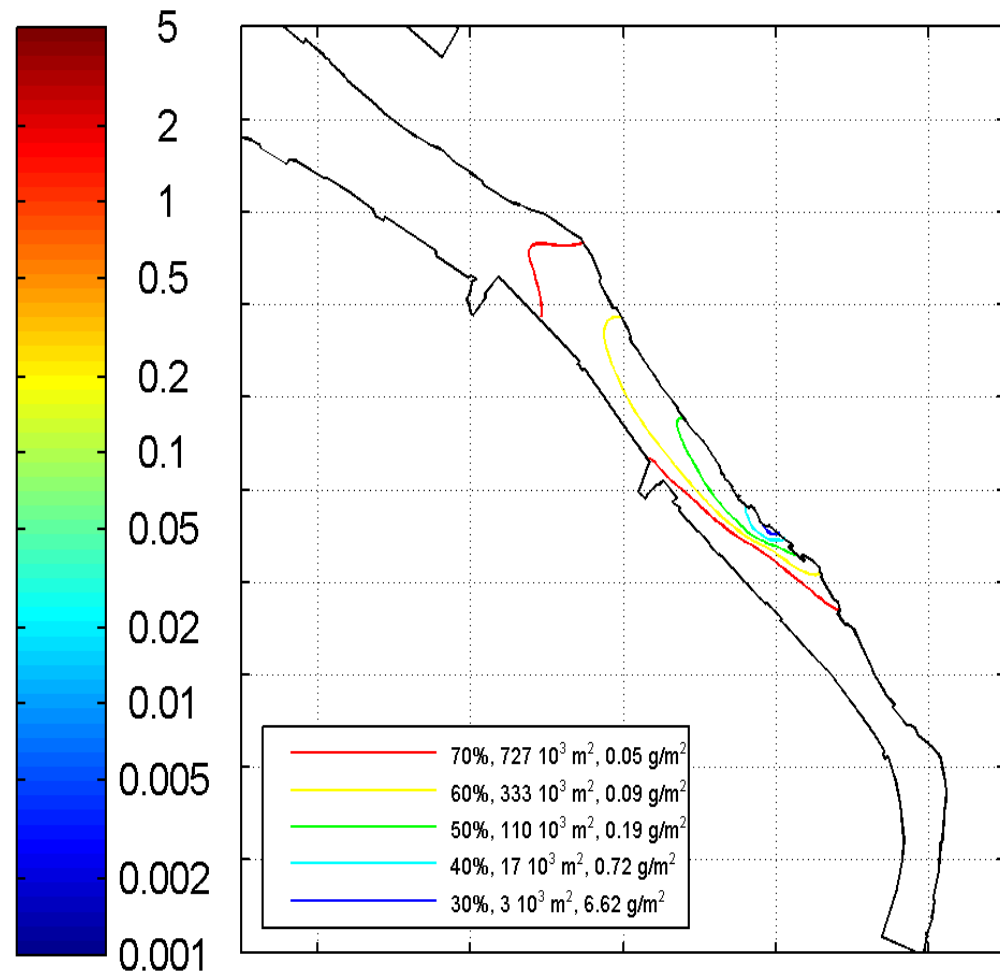 5
2
1
0.5
0.2
0.1
0.05
0.02
0.01
0.005
0.002
0.001
70%, 727 10³ m², 0.05 g/m²
60%, 333 10³ m², 0.09 g/m²
50%, 110 10³ m², 0.19 g/m²
40%, 17 10³ m², 0.72 g/m²
30%, 3 10³ m², 6.62 g/m²